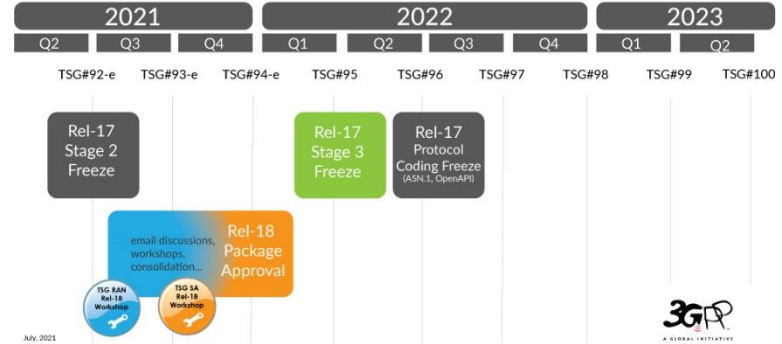 2021 2022 2023
Q2 Q3 Q4 Q1 Q2 Q3 Q4 Q1 Q2
TSG#92-e TSG#93-e TSG#94-e TSG#95 TSG#96 TSG#97 TSG#98 TSG#99 TSG#100
Rel-17
Stage 2
Freeze
Rel-17
Stage 3
Freeze
Rel-17
Protocol
Coding Freeze
(ASN.1, OpenAPI)
email discussions,
workshops,
consolidation...
Rel-18
Package
Approval
TSG RAN
Rel-18
Workshop
TSG SA
Rel-18
Workshop
July, 2021
3GPP
A GLOBAL INITIATIVE